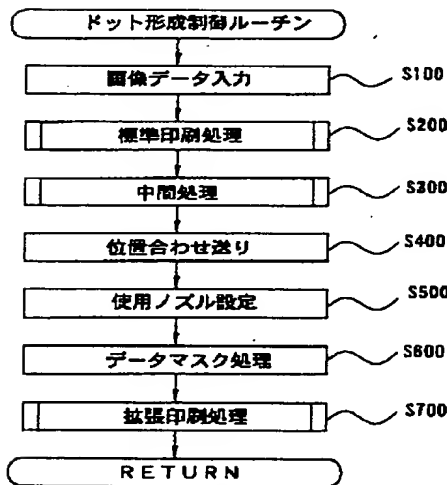 ドット形成制御ルーチン
画像データ入力 S100
標準印刷処理 S200
中間処理 S300
位置合わせ送り S400
使用ノズル設定 S500
データマスク処理 S600
拡張印刷処理 S700
RETURN